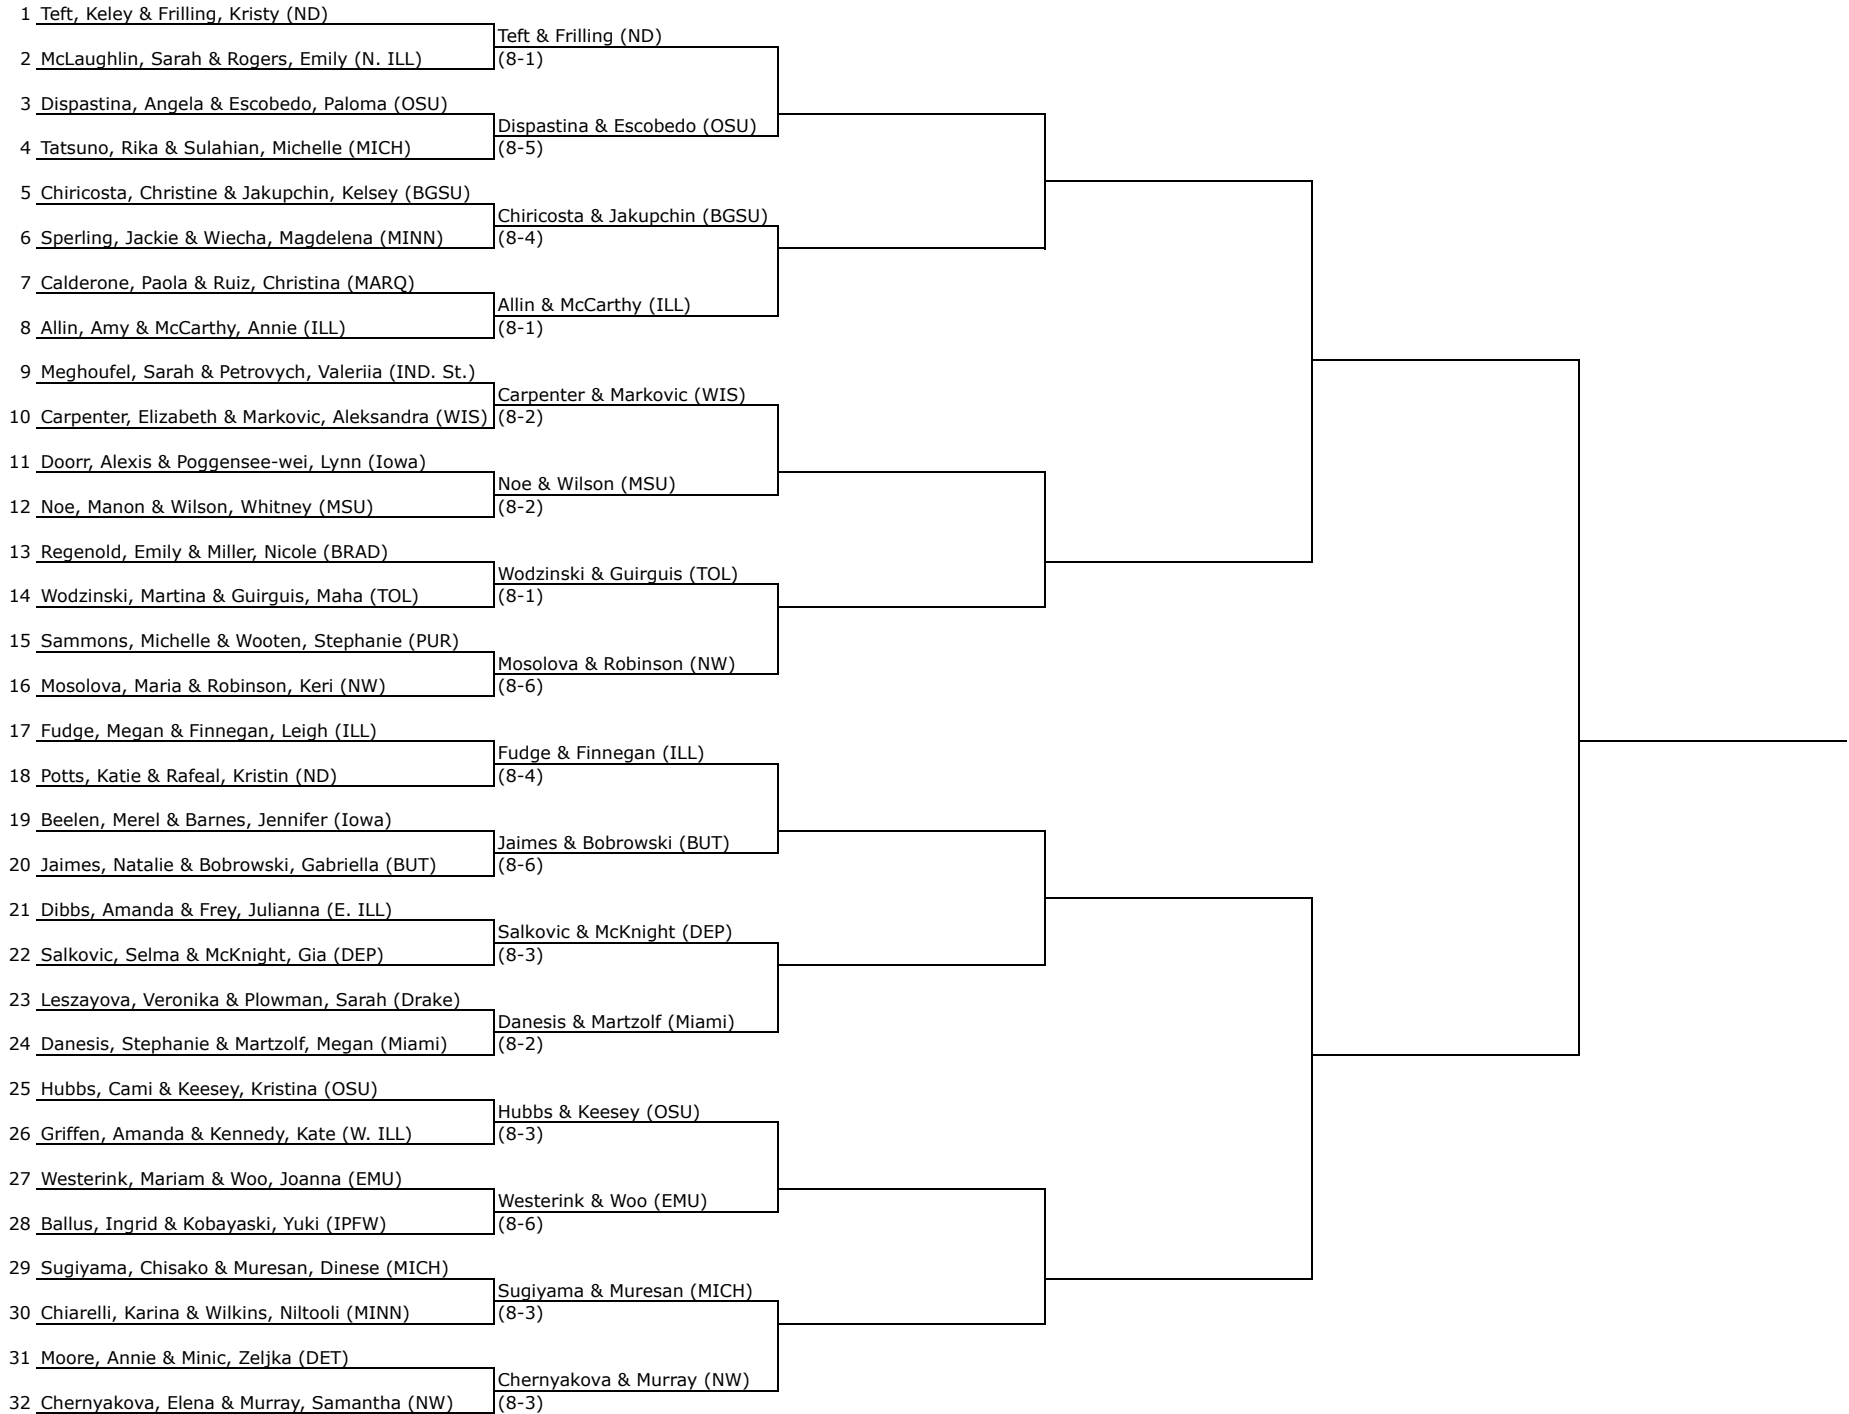 1 Teft, Keley & Frilling, Kristy (ND)
Teft & Frilling (ND)
2 McLaughlin, Sarah & Rogers, Emily (N. ILL)
(8-1)
3 Dispastina, Angela & Escobedo, Paloma (OSU)
Dispastina & Escobedo (OSU)
4 Tatsuno, Rika & Sulahian, Michelle (MICH)
(8-5)
5 Chiricosta, Christine & Jakupchin, Kelsey (BGSU)
Chiricosta & Jakupchin (BGSU)
6 Sperling, Jackie & Wiecha, Magdelena (MINN)
(8-4)
7 Calderone, Paola & Ruiz, Christina (MARQ)
Allin & McCarthy (ILL)
8 Allin, Amy & McCarthy, Annie (ILL)
(8-1)
9 Meghoufel, Sarah & Petrovych, Valeriia (IND. St.)
Carpenter & Markovic (WIS)
10 Carpenter, Elizabeth & Markovic, Aleksandra (WIS)
(8-2)
11 Doorr, Alexis & Poggensee-wei, Lynn (Iowa)
Noe & Wilson (MSU)
12 Noe, Manon & Wilson, Whitney (MSU)
(8-2)
13 Regenold, Emily & Miller, Nicole (BRAD)
Wodzinski & Guirguis (TOL)
14 Wodzinski, Martina & Guirguis, Maha (TOL)
(8-1)
15 Sammons, Michelle & Wooten, Stephanie (PUR)
Mosolova & Robinson (NW)
16 Mosolova, Maria & Robinson, Keri (NW)
(8-6)
17 Fudge, Megan & Finnegan, Leigh (ILL)
Fudge & Finnegan (ILL)
18 Potts, Katie & Rafeal, Kristin (ND)
(8-4)
19 Beelen, Merel & Barnes, Jennifer (Iowa)
Jaimes & Bobrowski (BUT)
20 Jaimes, Natalie & Bobrowski, Gabriella (BUT)
(8-6)
21 Dibbs, Amanda & Frey, Julianna (E. ILL)
Salkovic & McKnight (DEP)
22 Salkovic, Selma & McKnight, Gia (DEP)
(8-3)
23 Leszayova, Veronika & Plowman, Sarah (Drake)
Danesis & Martzolf (Miami)
24 Danesis, Stephanie & Martzolf, Megan (Miami)
(8-2)
25 Hubbs, Cami & Keesey, Kristina (OSU)
Hubbs & Keesey (OSU)
26 Griffen, Amanda & Kennedy, Kate (W. ILL)
(8-3)
27 Westerink, Mariam & Woo, Joanna (EMU)
Westerink & Woo (EMU)
28 Ballus, Ingrid & Kobayaski, Yuki (IPFW)
(8-6)
29 Sugiyama, Chisako & Muresan, Dinese (MICH)
Sugiyama & Muresan (MICH)
30 Chiarelli, Karina & Wilkins, Niltooli (MINN)
(8-3)
31 Moore, Annie & Minic, Zeljka (DET)
Chernyakova & Murray (NW)
32 Chernyakova, Elena & Murray, Samantha (NW)
(8-3)